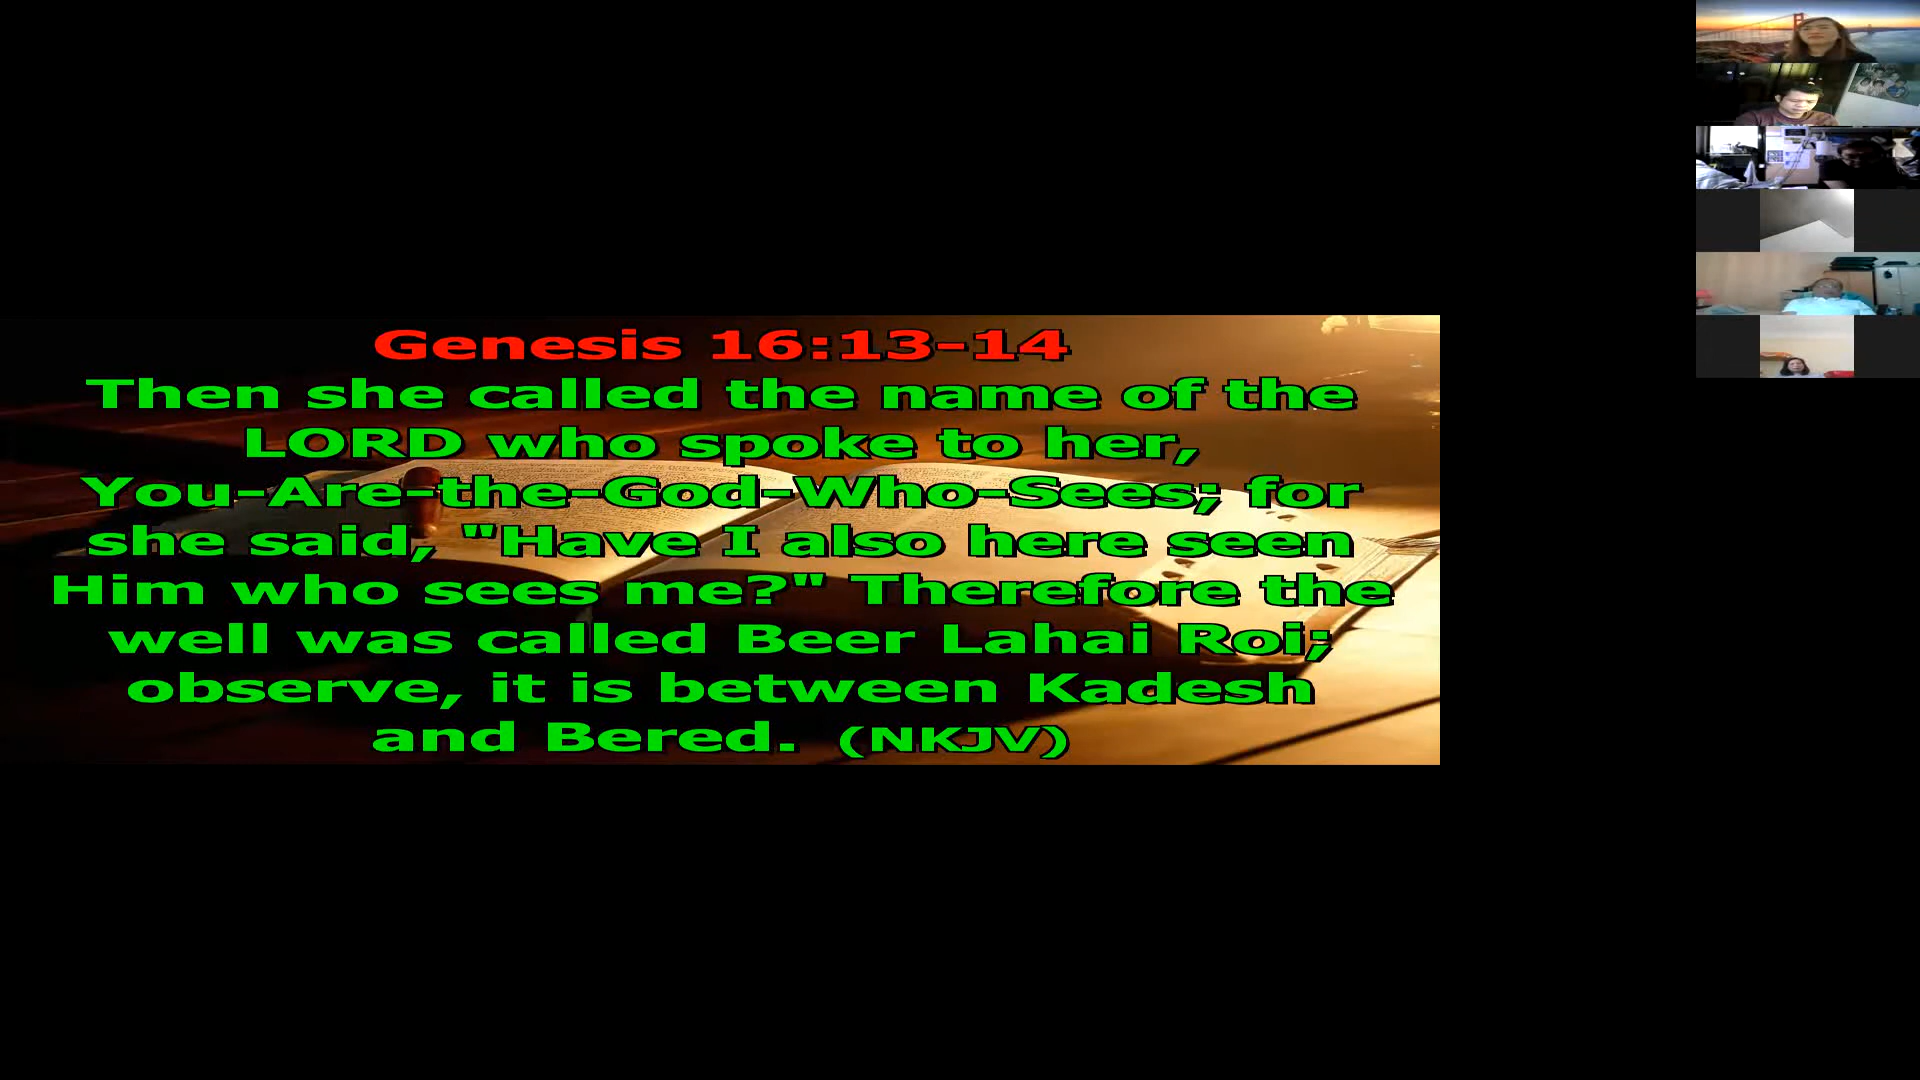 Genesis 16:13-14
Then she called the name of the
LORD who spoke to her,
You-Are-the-God-Who-Sees; for
she said, "Have I also here seen
Him who sees me?" Therefore the
well was called Beer Lahai Roi;
observe, it is between Kadesh
and Bered. (NKJV)